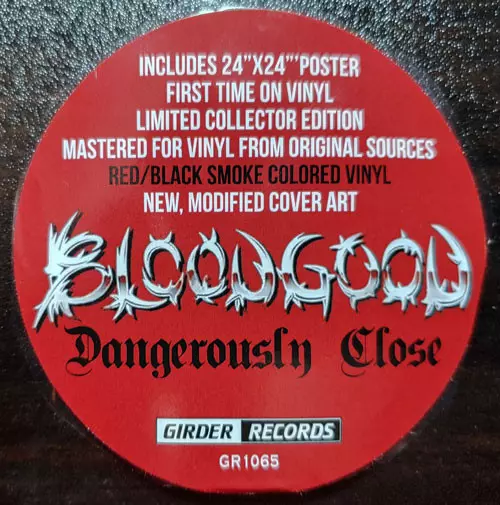 INCLUDES 24"X24"'POSTER
FIRST TIME ON VINYL
LIMITED COLLECTOR EDITION
MASTERED FOR VINYL FROM ORIGINAL SOURCES
RED/BLACK SMOKE COLORED VINYL
NEW, MODIFIED COVER ART
BLOODGOOD
Dangerously Close
GIRDER RECORDS
GR1065